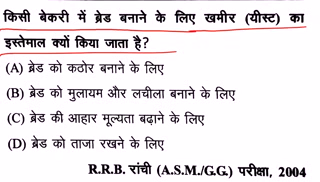 किसी बेकरी में ब्रेड बनाने के लिए खमीर (यीस्ट) का
इस्तेमाल क्यों किया जाता है?
(A) ब्रेड को कठोर बनाने के लिए
(B) ब्रेड को मुलायम और लचीला बनाने के लिए
(C) ब्रेड की आहार मूल्यता बढ़ाने के लिए
(D) ब्रेड को ताजा रखने के लिए
R.R.B. रांची (A.S.M./G.G.) परीक्षा, 2004